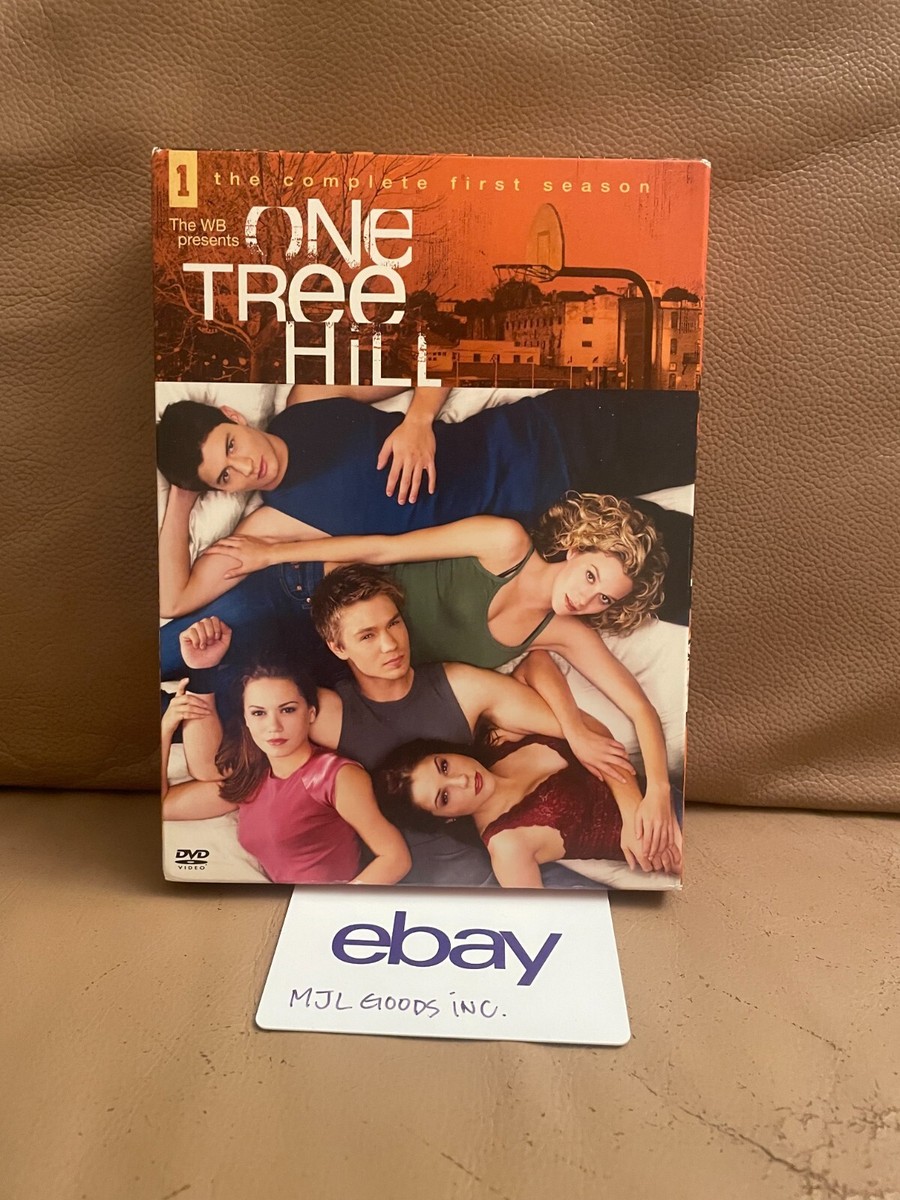 1 the complete first season
The WB
presents
ONe
TRee
HiLL
DVD
VIDEO
ebay
MJL GOODS INC.